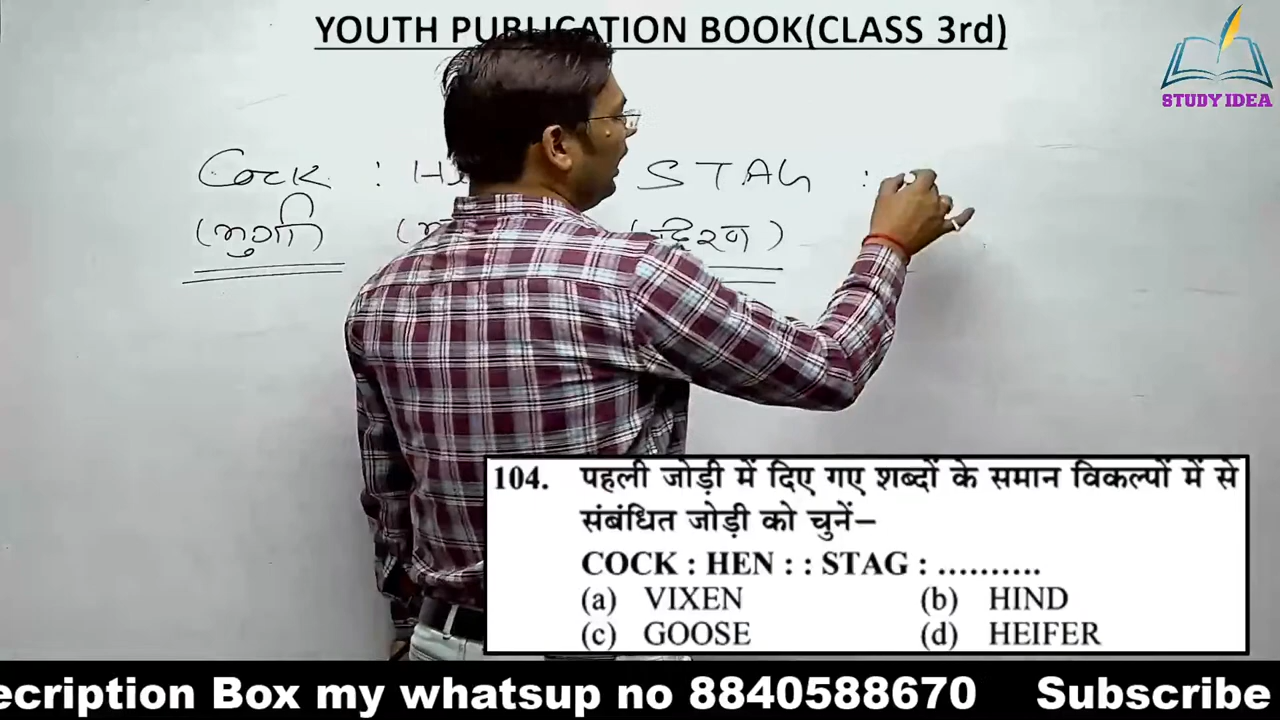 YOUTH PUBLICATION BOOK(CLASS 3rd)
STUDY IDEA
Cock : STAG :
(मुर्गा) (हिरन)
104. पहली जोड़ी में दिए गए शब्दों के समान विकल्पों में से
संबंधित जोड़ी को चुनें–
COCK : HEN : : STAG : ..........
(a) VIXEN (b) HIND
(c) GOOSE (d) HEIFER
ecription Box my whatsup no 8840588670 Subscribe